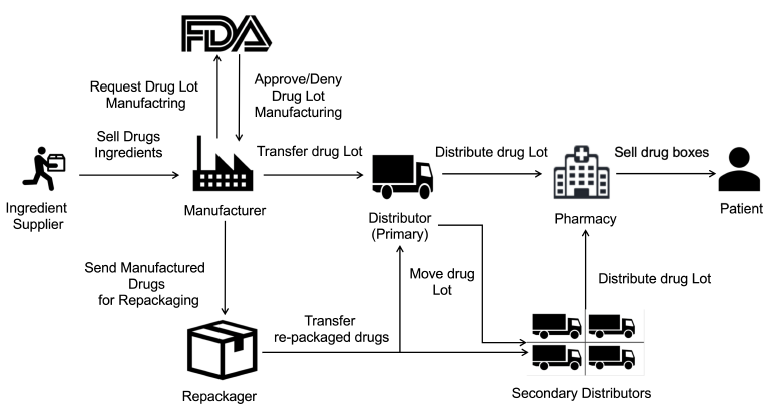 FDA
Request Drug Lot
Manufactring
Approve/Deny
Drug Lot
Manufacturing
Sell Drugs
Ingredients
Transfer drug Lot
Distribute drug Lot
Sell drug boxes
Ingredient
Supplier
Manufacturer
Distributor
(Primary)
Pharmacy
Patient
Send Manufactured
Drugs
for Repackaging
Move drug
Lot
Distribute drug Lot
Transfer
re-packaged drugs
Repackager
Secondary Distributors